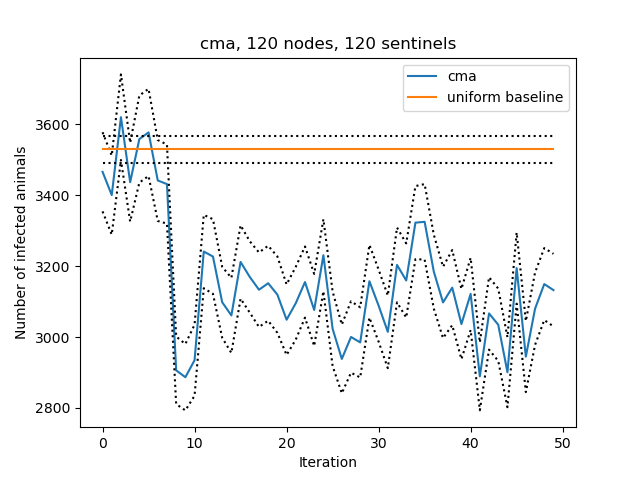 cma, 120 nodes, 120 sentinels
cma
uniform baseline
Number of infected animals
3600
3400
3200
3000
2800
0
10
20
30
40
50
Iteration